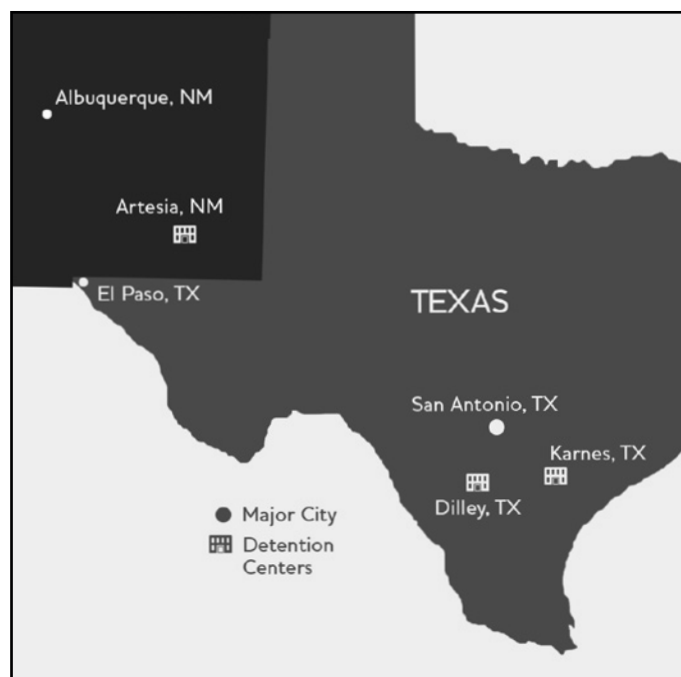 Albuquerque, NM
Artesia, NM
El Paso, TX
TEXAS
San Antonio, TX
Karnes, TX
Dilley, TX
Major City
Detention
Centers